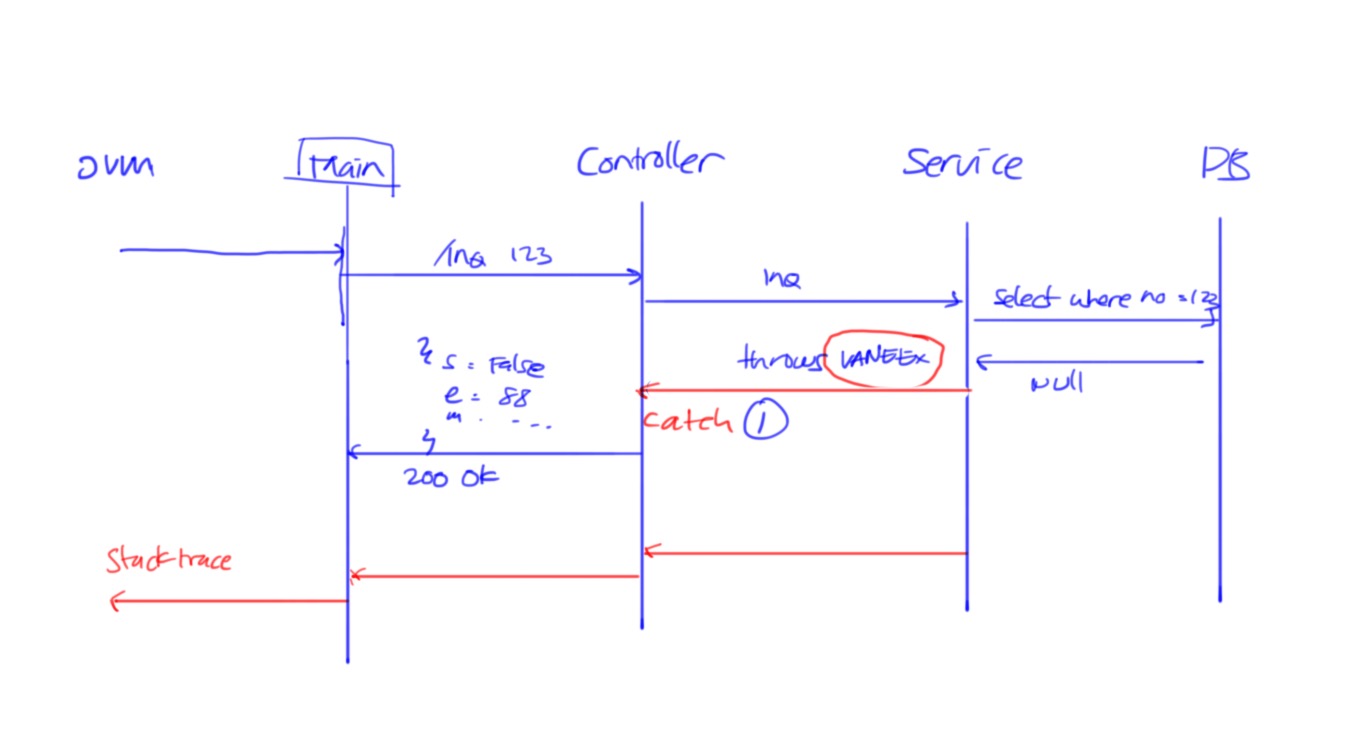 OVM
Main
Controller
Service
DB
/Inq 123
Inq
select where no = 123
{ s = False
e = 88
m . - ...
}
throws VANEEx
Null
catch ①
200 OK
Stacktrace